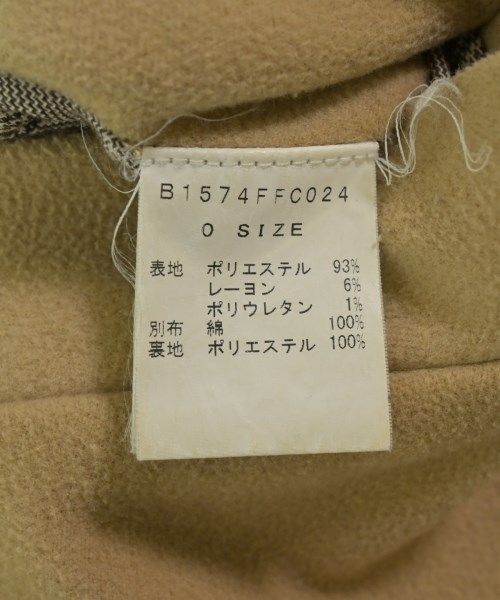 B1574FFC024
0 SIZE
表地 ポリエステル 93%
レーヨン 6%
ポリウレタン 1%
別布 綿 100%
裏地 ポリエステル 100%